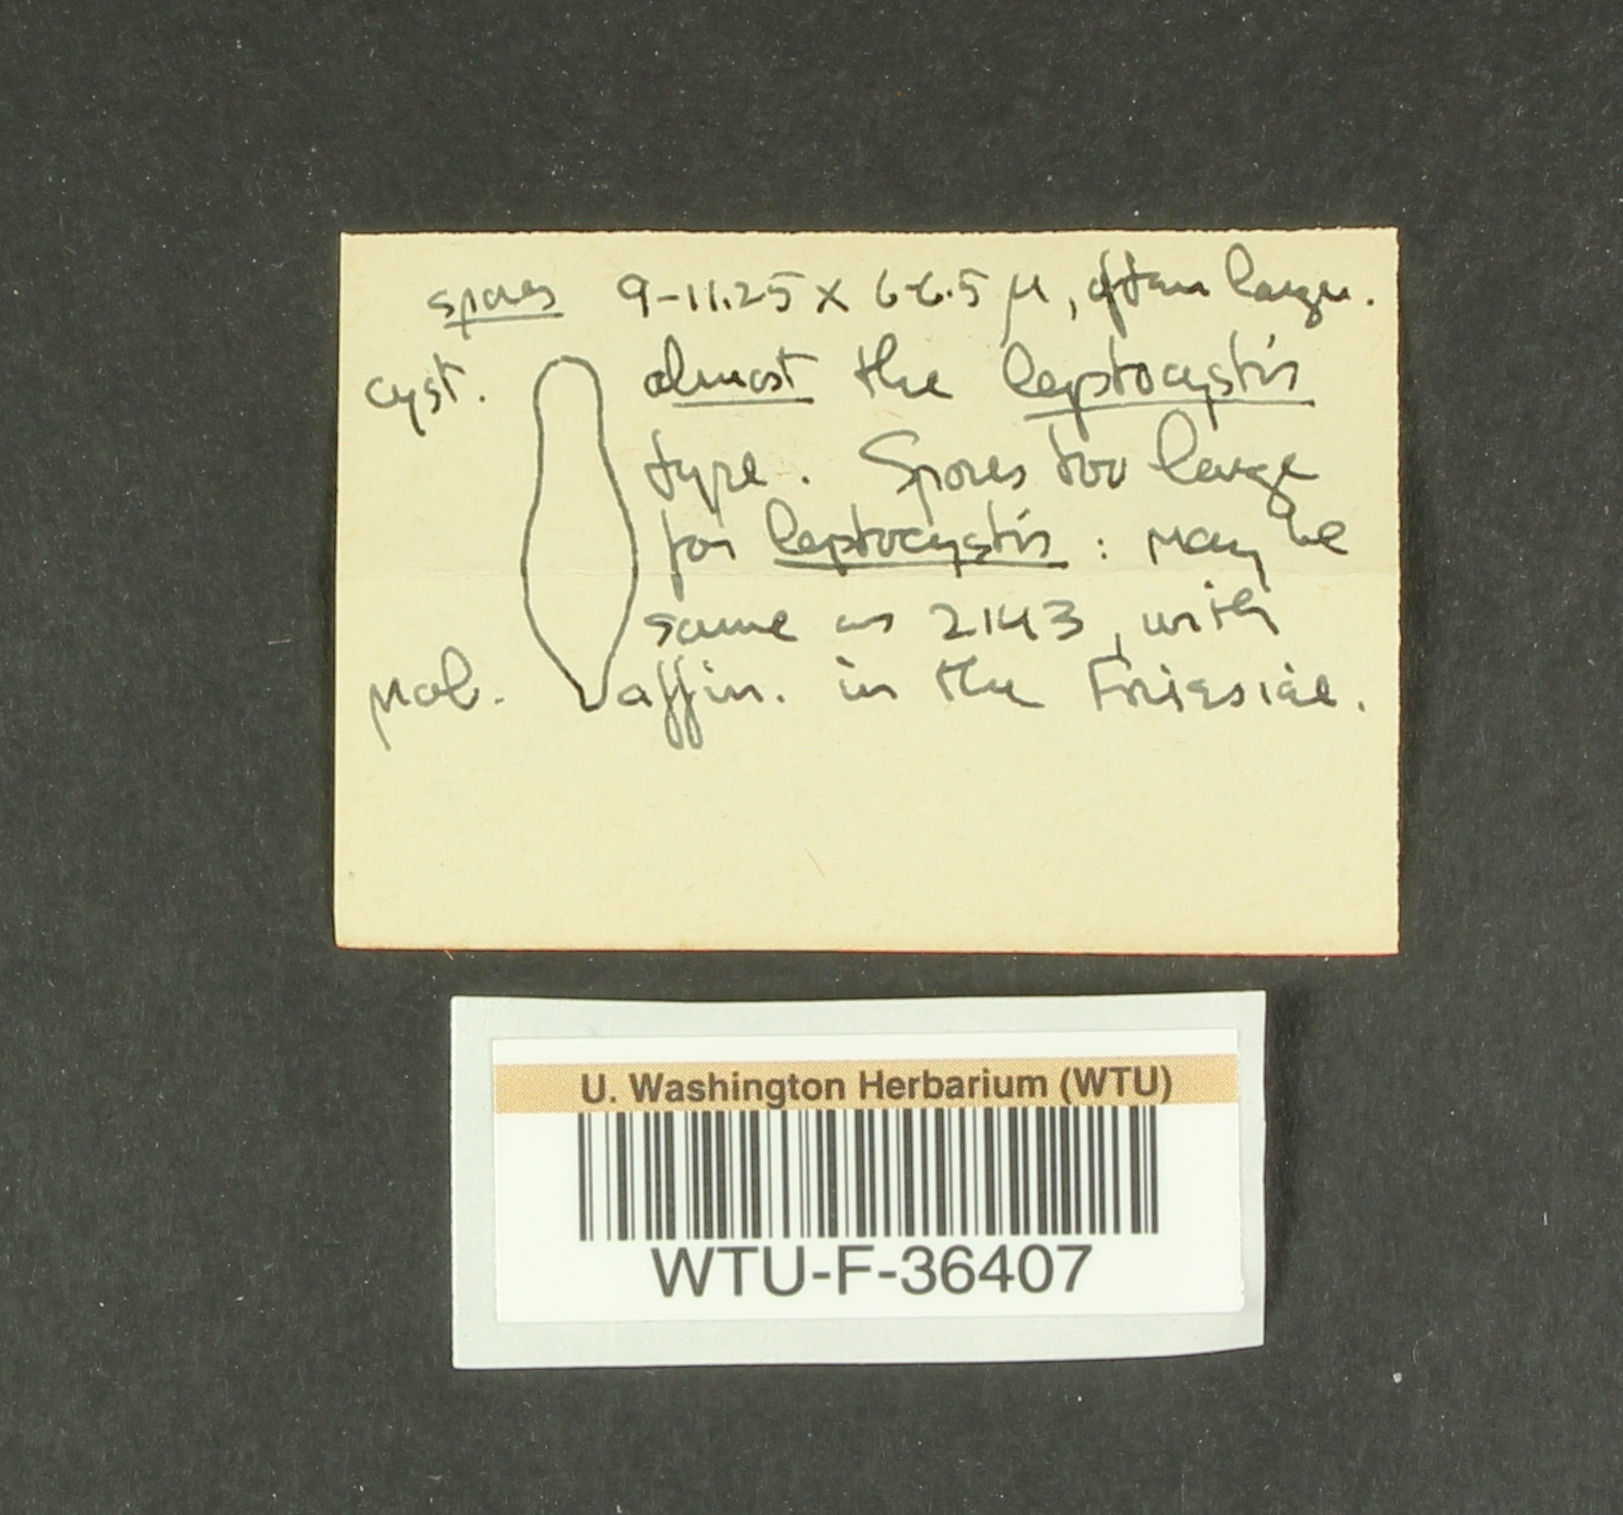 spores 9-11.25 x 6-6.5 µ, often larger.
cyst. almost the leptocystis
type. Spores too large
for leptocystis: may be
same as 2143, with
prob. affin. in the Friesiae.
U. Washington Herbarium (WTU)
WTU-F-36407